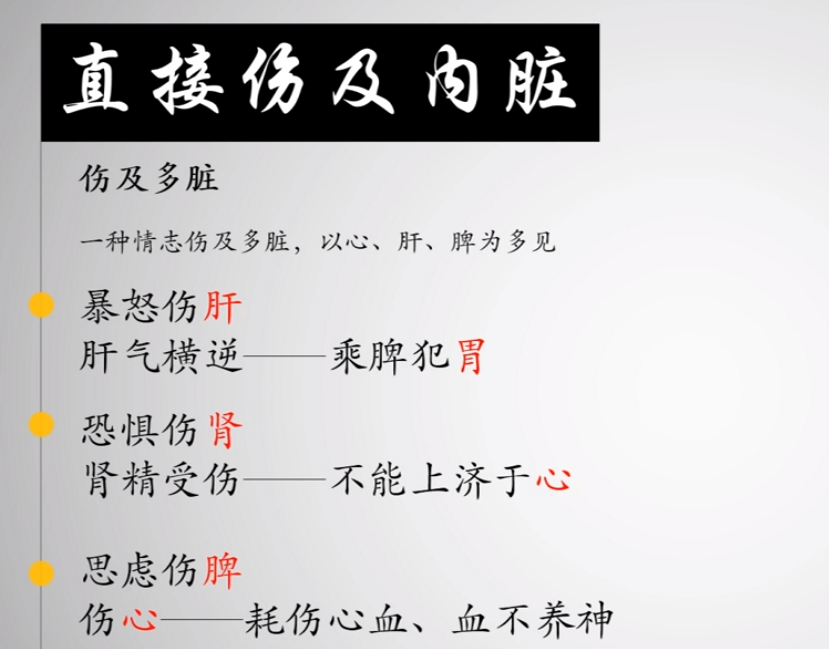 直接伤及内脏
伤及多脏
一种情志伤及多脏，以心、肝、脾为多见
暴怒伤肝
肝气横逆——乘脾犯胃
恐惧伤肾
肾精受伤——不能上济于心
思虑伤脾
伤心——耗伤心血、血不养神